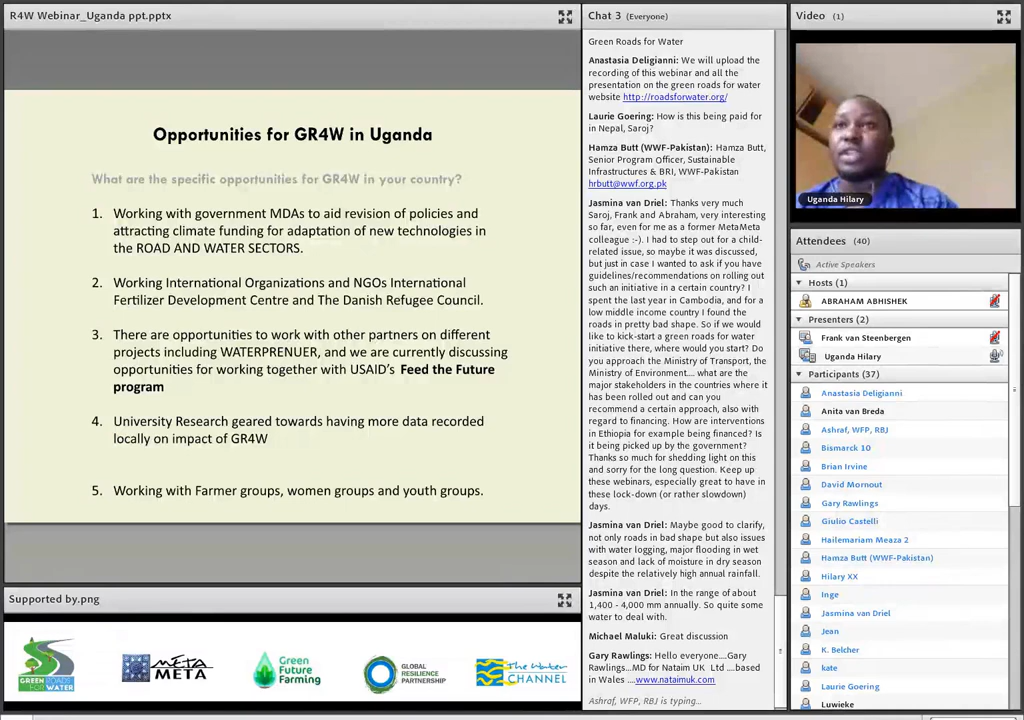 R4W Webinar_Uganda ppt.pptx
Opportunities for GR4W in Uganda
What are the specific opportunities for GR4W in your country?
1. Working with government MDAs to aid revision of policies and
attracting climate funding for adaptation of new technologies in
the ROAD AND WATER SECTORS.
2. Working International Organizations and NGOs International
Fertilizer Development Centre and The Danish Refugee Council.
3. There are opportunities to work with other partners on different
projects including WATERPRENUER, and we are currently discussing
opportunities for working together with USAID's Feed the Future
program
4. University Research geared towards having more data recorded
locally on impact of GR4W
5. Working with Farmer groups, women groups and youth groups.
Supported by.png
GREEN ROADS
FOR WATER
META
META
Green
Future
Farming
GLOBAL
RESILIENCE
PARTNERSHIP
The Water
CHANNEL
Chat 3 (Everyone)
Green Roads for Water
Anastasia Deligianni: We will upload the
recording of this webinar and all the
presentation on the green roads for water
website http://roadsforwater.org/
Laurie Goering: How is this being paid for
in Nepal, Saroj?
Hamza Butt (WWF-Pakistan): Hamza Butt,
Senior Program Officer, Sustainable
Infrastructures & BRI, WWF-Pakistan
hrbutt@wwf.org.pk
Jasmina van Driel: Thanks very much
Saroj, Frank and Abraham, very interesting
so far, even for me as a former MetaMeta
colleague :-). I had to step out for a child-
related issue, so maybe it was discussed,
but just in case I wanted to ask if you have
guidelines/recommendations on rolling out
such an initiative in a certain country? I
spent the last year in Cambodia, and for a
low middle income country I found the
roads in pretty bad shape. So if we would
like to kick-start a green roads for water
initiative there, where would you start? Do
you approach the Ministry of Transport, the
Ministry of Environment.... what are the
major stakeholders in the countries where it
has been rolled out and can you
recommend a certain approach, also with
regard to financing. How are interventions
in Ethiopia for example being financed? Is
it being picked up by the government?
Thanks so much for shedding light on this
and sorry for the long question. Keep up
these webinars, especially great to have in
these lock-down (or rather slowdown)
days.
Jasmina van Driel: Maybe good to clarify,
not only roads in bad shape but also issues
with water logging, major flooding in wet
season and lack of moisture in dry season
despite the relatively high annual rainfall.
Jasmina van Driel: In the range of about
1,400 - 4,000 mm annually. So quite some
water to deal with.
Michael Maluki: Great discussion
Gary Rawlings: Hello everyone....Gary
Rawlings...MD for Nataim UK Ltd ....based
in Wales ....www.nataimuk.com
Ashraf, WFP, RBJ is typing...
Video (1)
Uganda Hilary
Attendees (40)
Active Speakers
Hosts (1)
ABRAHAM ABHISHEK
Presenters (2)
Frank van Steenbergen
Uganda Hilary
Participants (37)
Anastasia Deligianni
Anita van Breda
Ashraf, WFP, RBJ
Bismarck 10
Brian Irvine
David Mornout
Gary Rawlings
Giulio Castelli
Hailemariam Meaza 2
Hamza Butt (WWF-Pakistan)
Hilary XX
Inge
Jasmina van Driel
Jean
K. Belcher
kate
Laurie Goering
Luwieke